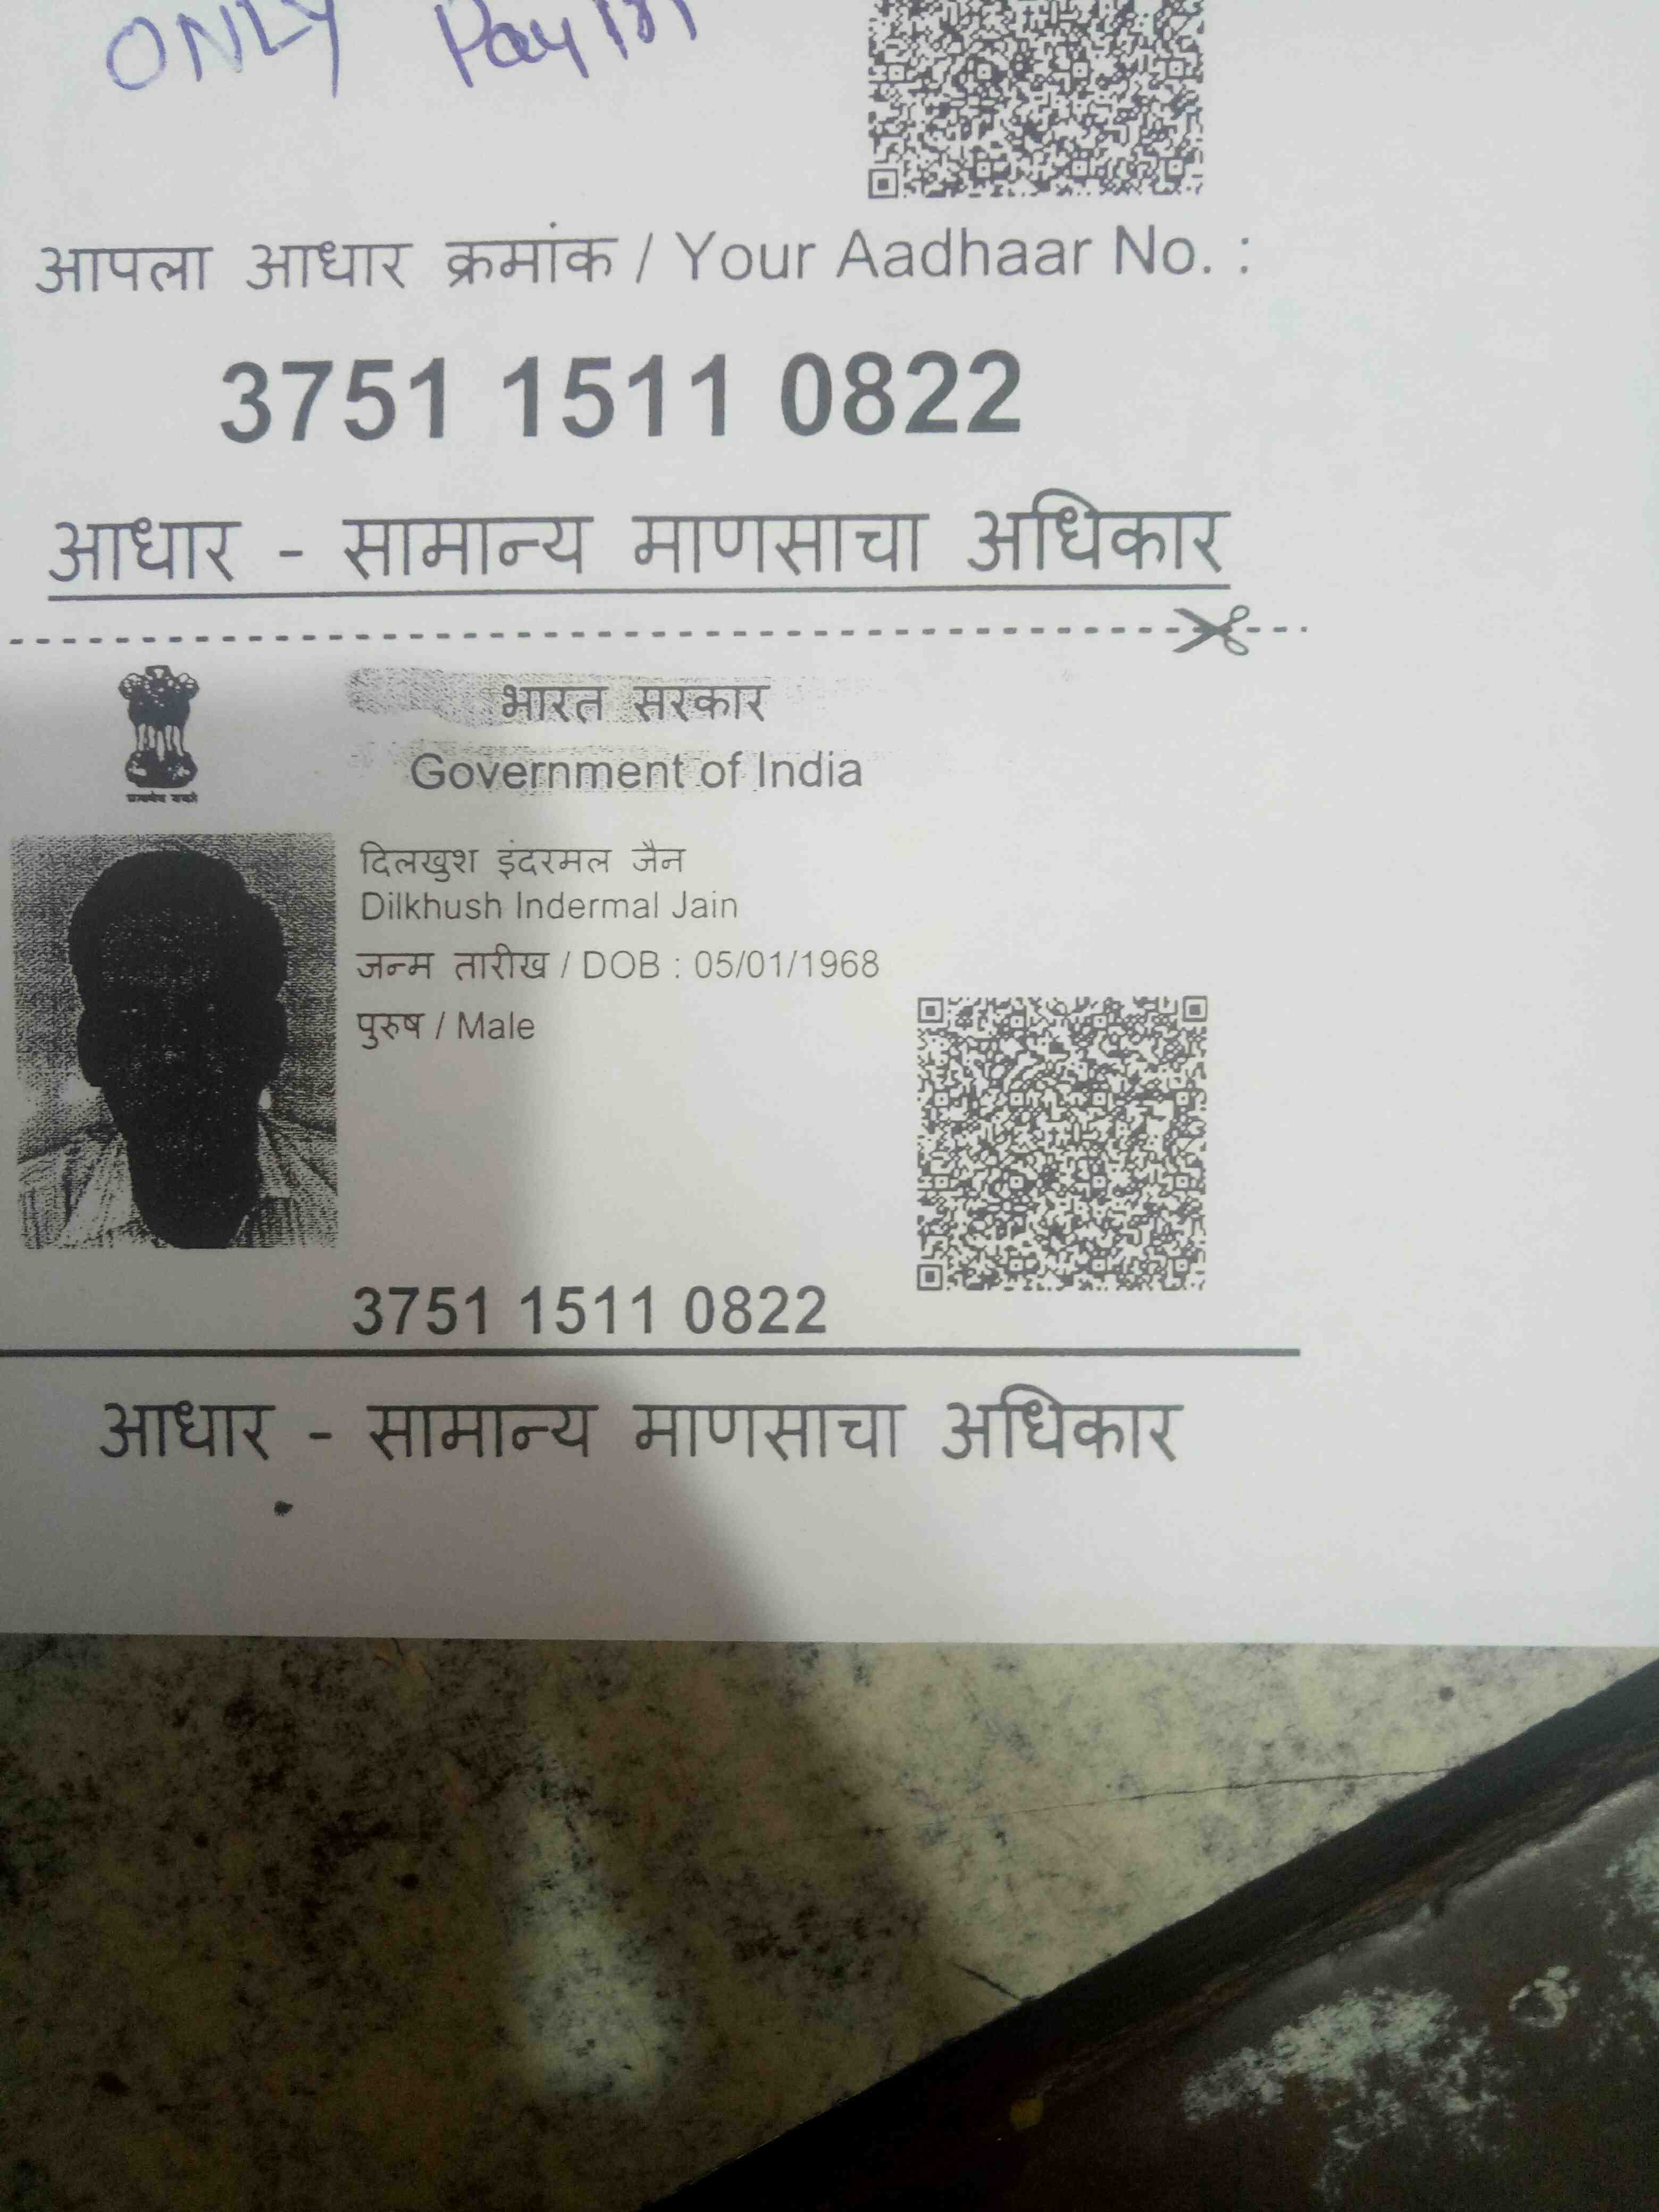 ONLY Paytm
आपला आधार क्रमांक / Your Aadhaar No. :
3751 1511 0822
आधार - सामान्य माणसाचा अधिकार
भारत सरकार
Government of India
दिलखुश इंदरमल जैन
Dilkhush Indermal Jain
जन्म तारीख / DOB : 05/01/1968
पुरुष / Male
3751 1511 0822
आधार - सामान्य माणसाचा अधिकार